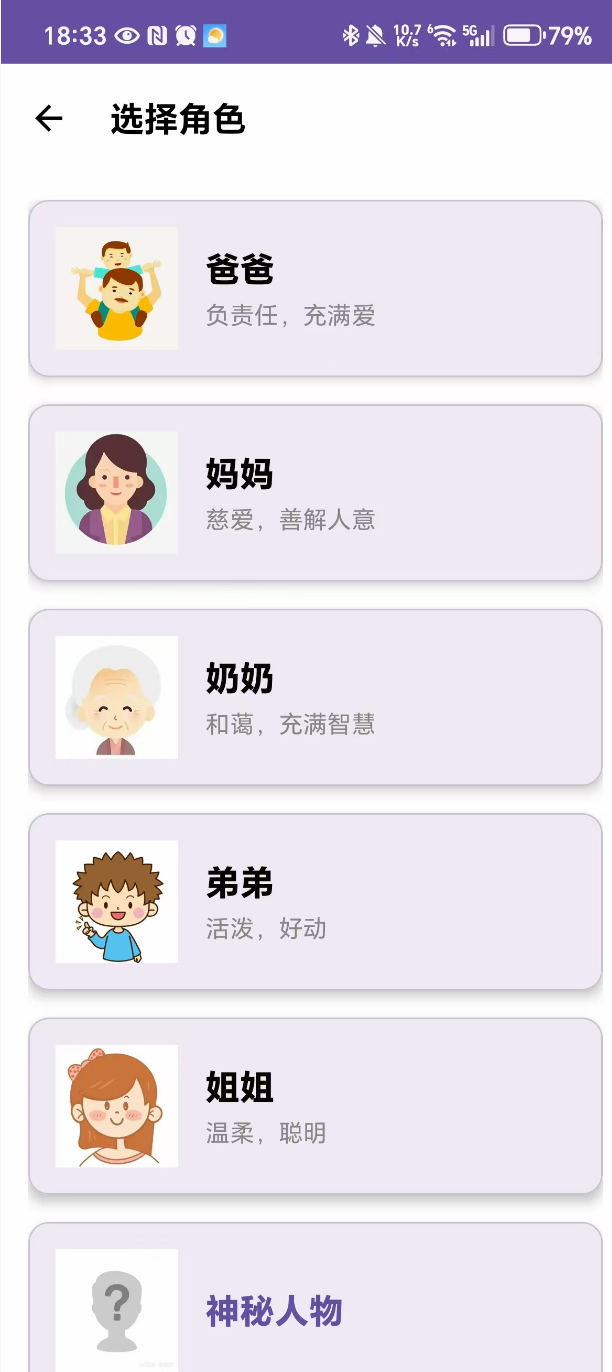 18:33
10.7 K/s
6
5G
79%
选择角色
爸爸
负责任，充满爱
妈妈
慈爱，善解人意
奶奶
和蔼，充满智慧
弟弟
活泼，好动
姐姐
温柔，聪明
?
神秘人物